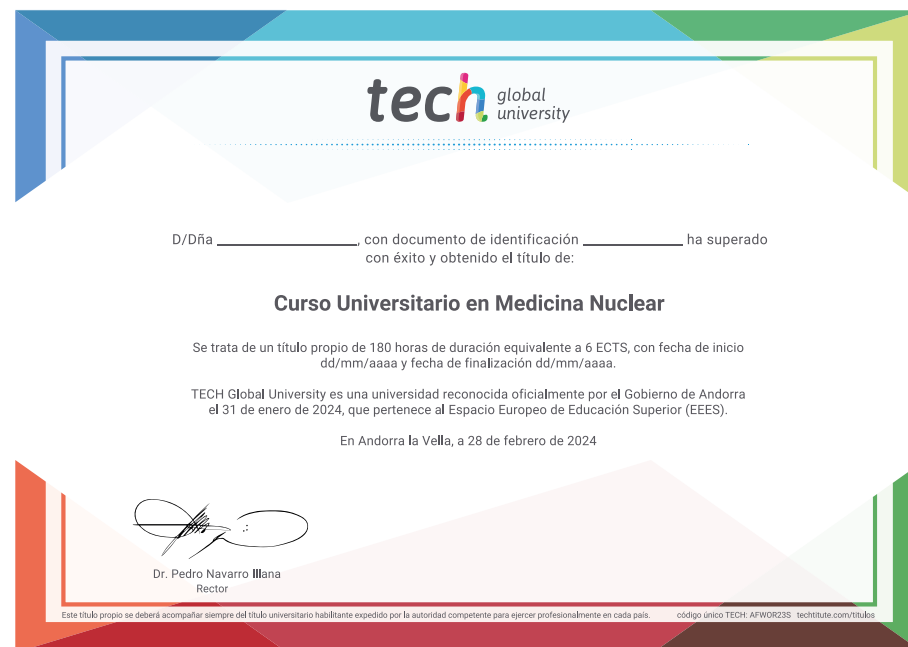 tech global university
D/Dña ____________________, con documento de identificación ______________ ha superado
con éxito y obtenido el título de:
Curso Universitario en Medicina Nuclear
Se trata de un título propio de 180 horas de duración equivalente a 6 ECTS, con fecha de inicio
dd/mm/aaaa y fecha de finalización dd/mm/aaaa.
TECH Global University es una universidad reconocida oficialmente por el Gobierno de Andorra
el 31 de enero de 2024, que pertenece al Espacio Europeo de Educación Superior (EEES).
En Andorra la Vella, a 28 de febrero de 2024
Dr. Pedro Navarro Illana
Rector
Este título propio se deberá acompañar siempre del título universitario habilitante expedido por la autoridad competente para ejercer profesionalmente en cada país. código único TECH: AFWOR23S techtitute.com/titulos